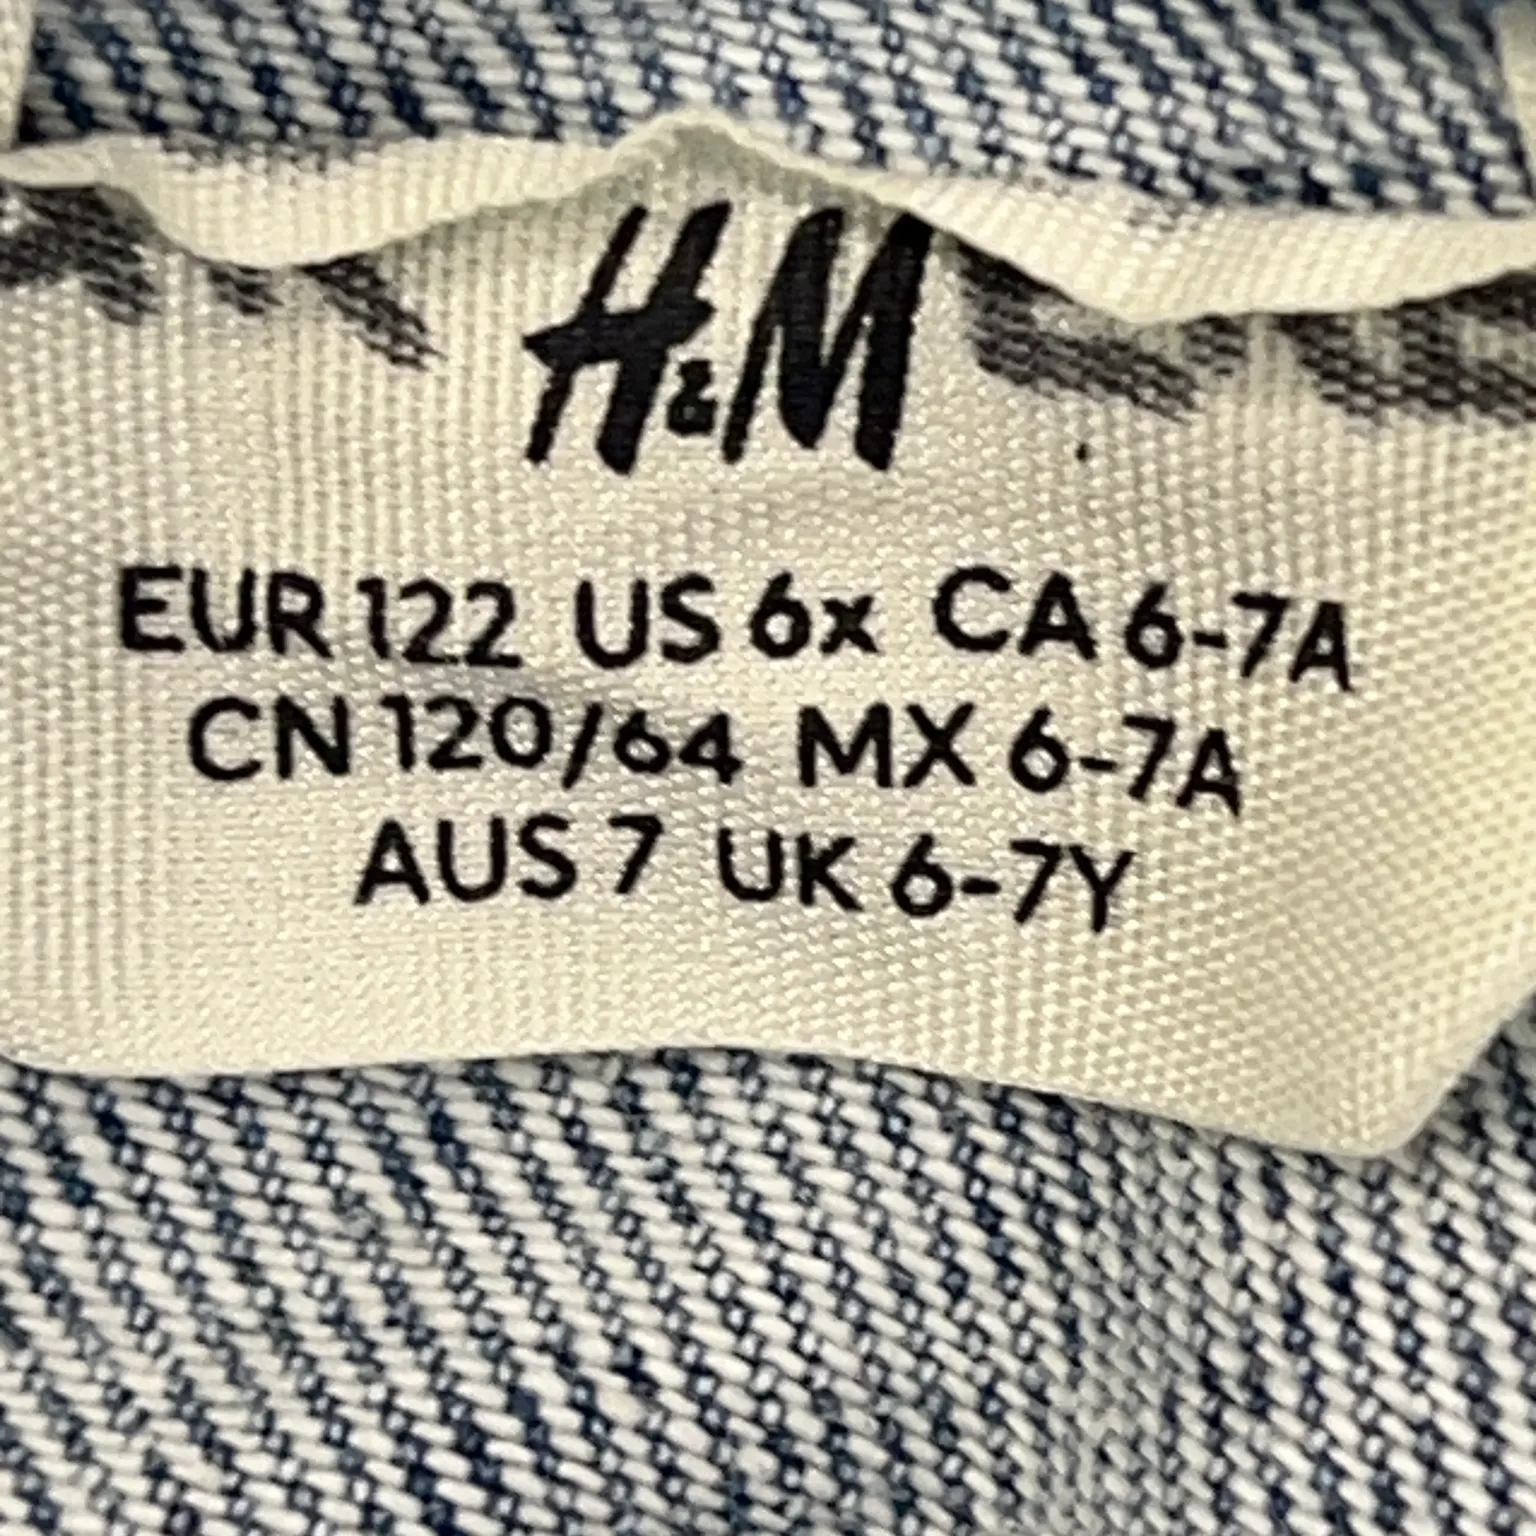 H&M
EUR 122 US 6x CA 6-7A
CN 120/64 MX 6-7A
AUS 7 UK 6-7Y